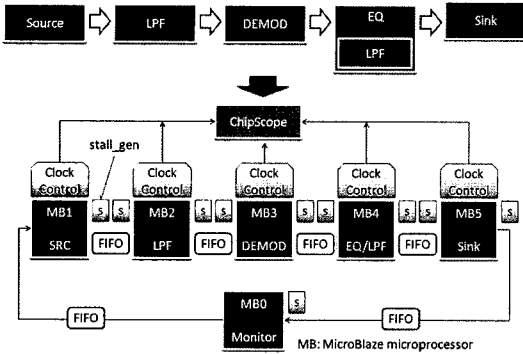 Source LPF DEMOD EQ Sink
LPF
ChipScope
stall_gen
Clock Control Clock Control Clock Control Clock Control Clock Control
MB1 s s MB2 s s MB3 s s MB4 s s MB5 s
SRC FIFO LPF FIFO DEMOD FIFO EQ/LPF FIFO Sink
MB0 s
FIFO FIFO
Monitor
MB: MicroBlaze microprocessor